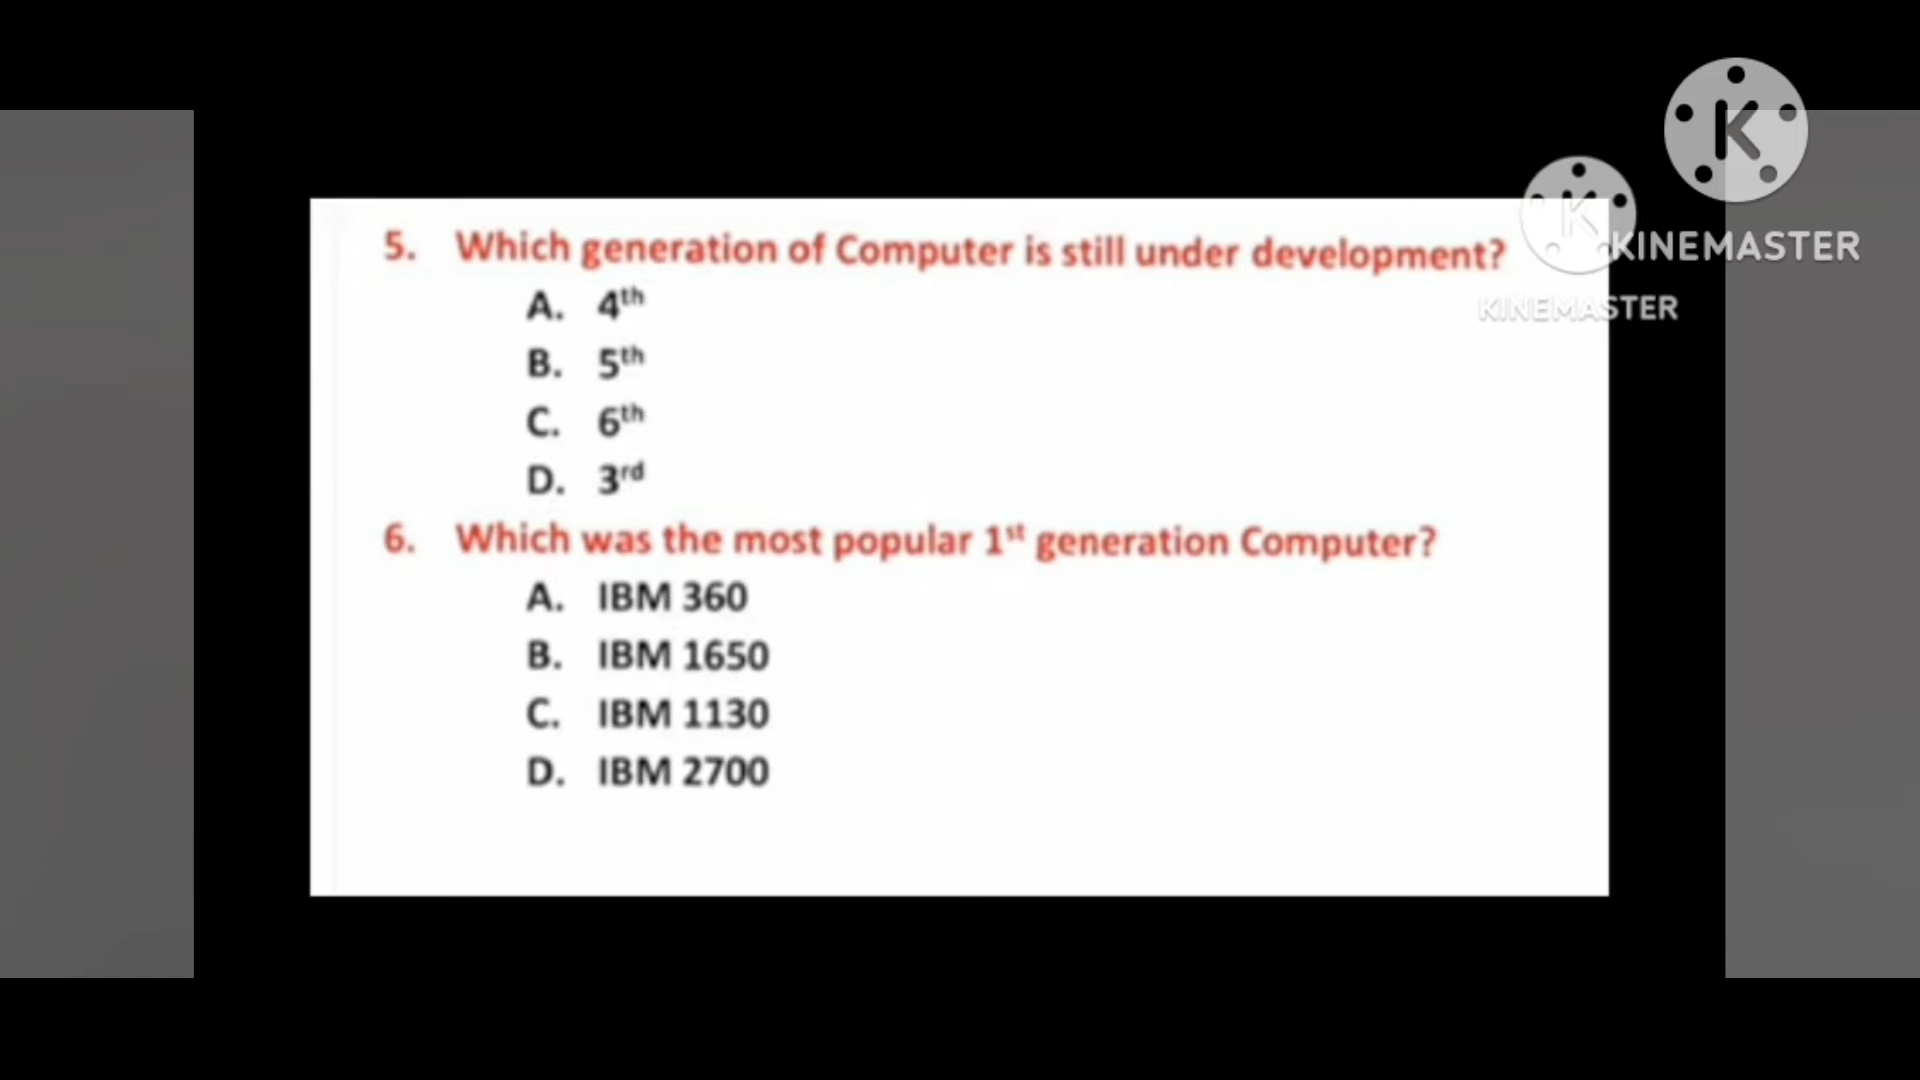 5. Which generation of Computer is still under development?
A. 4th
B. 5th
C. 6th
D. 3rd
6. Which was the most popular 1st generation Computer?
A. IBM 360
B. IBM 1650
C. IBM 1130
D. IBM 2700
K
KINEMASTER
K
KINEMASTER